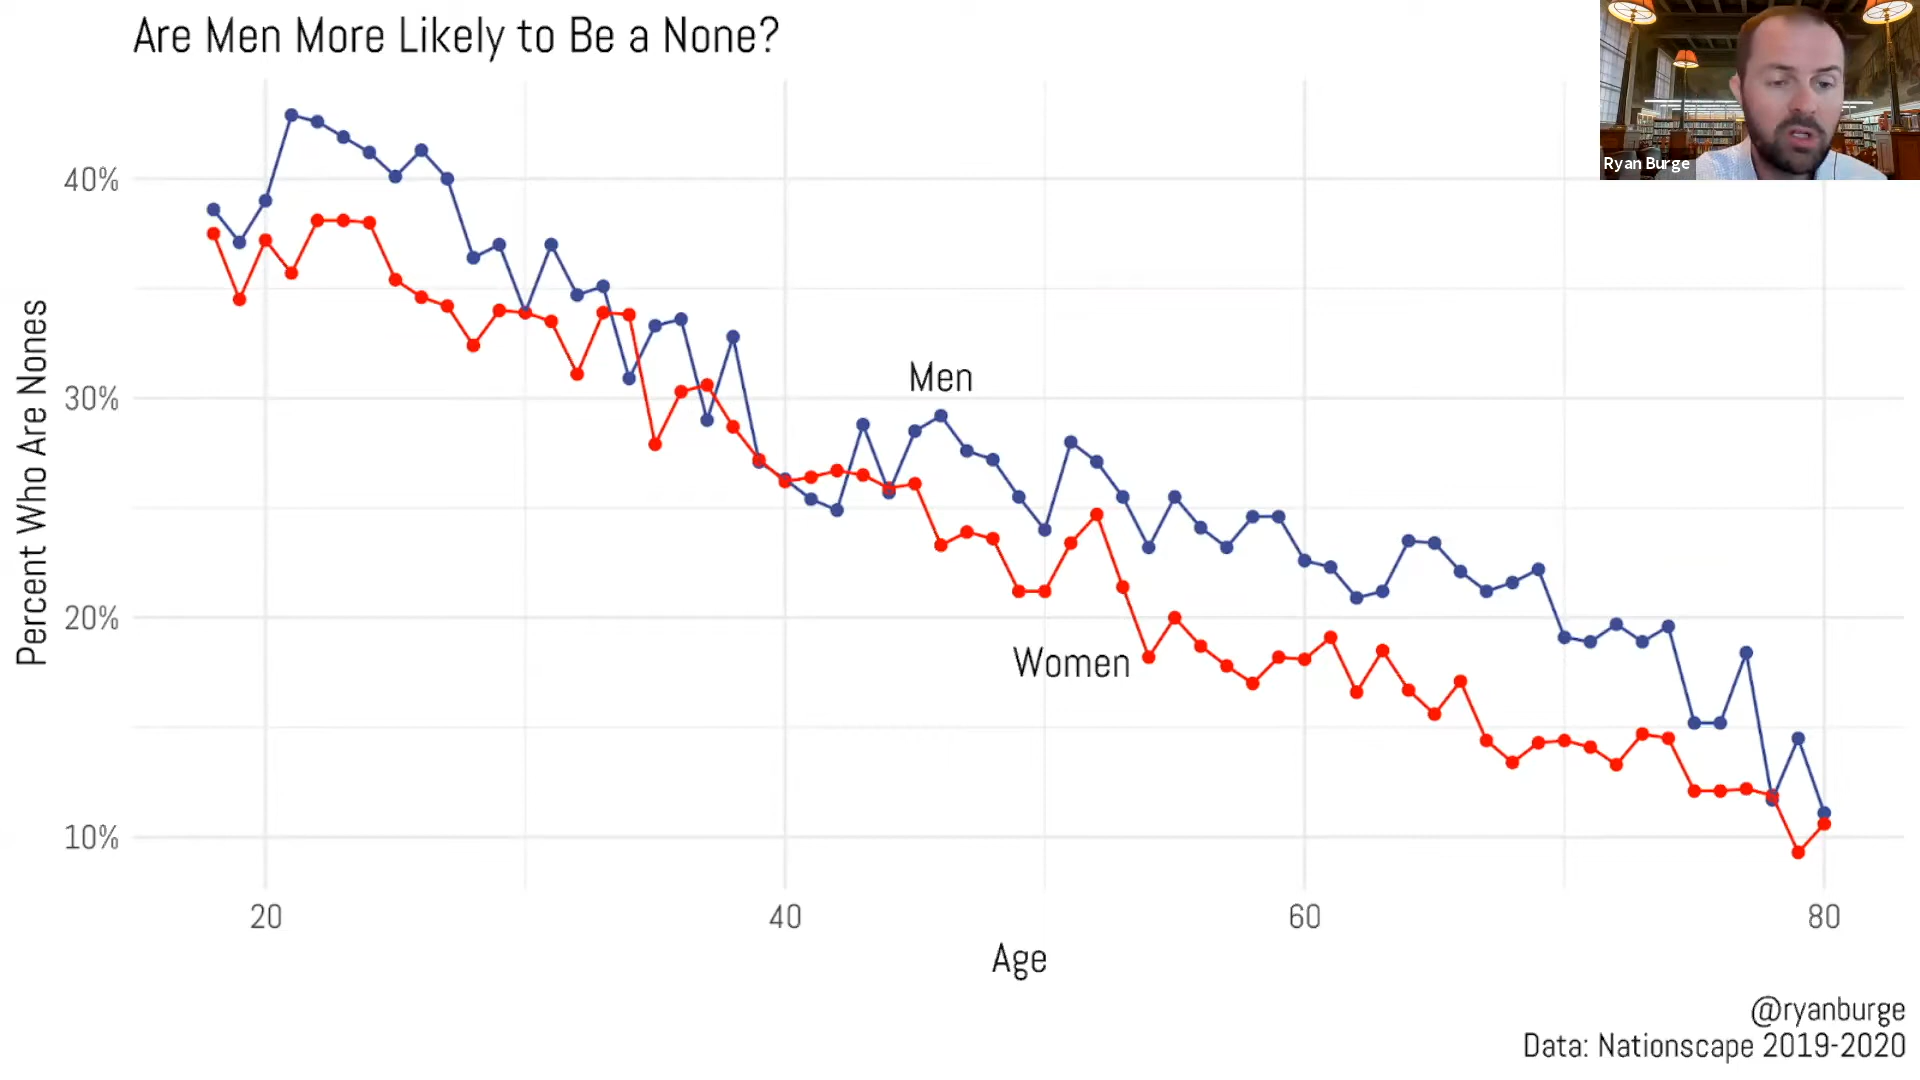 Are Men More Likely to Be a None?
Ryan Burge
Percent Who Are Nones
40%
30%
20%
10%
Men
Women
20 40 60 80
Age
@ryanburge
Data: Nationscape 2019-2020